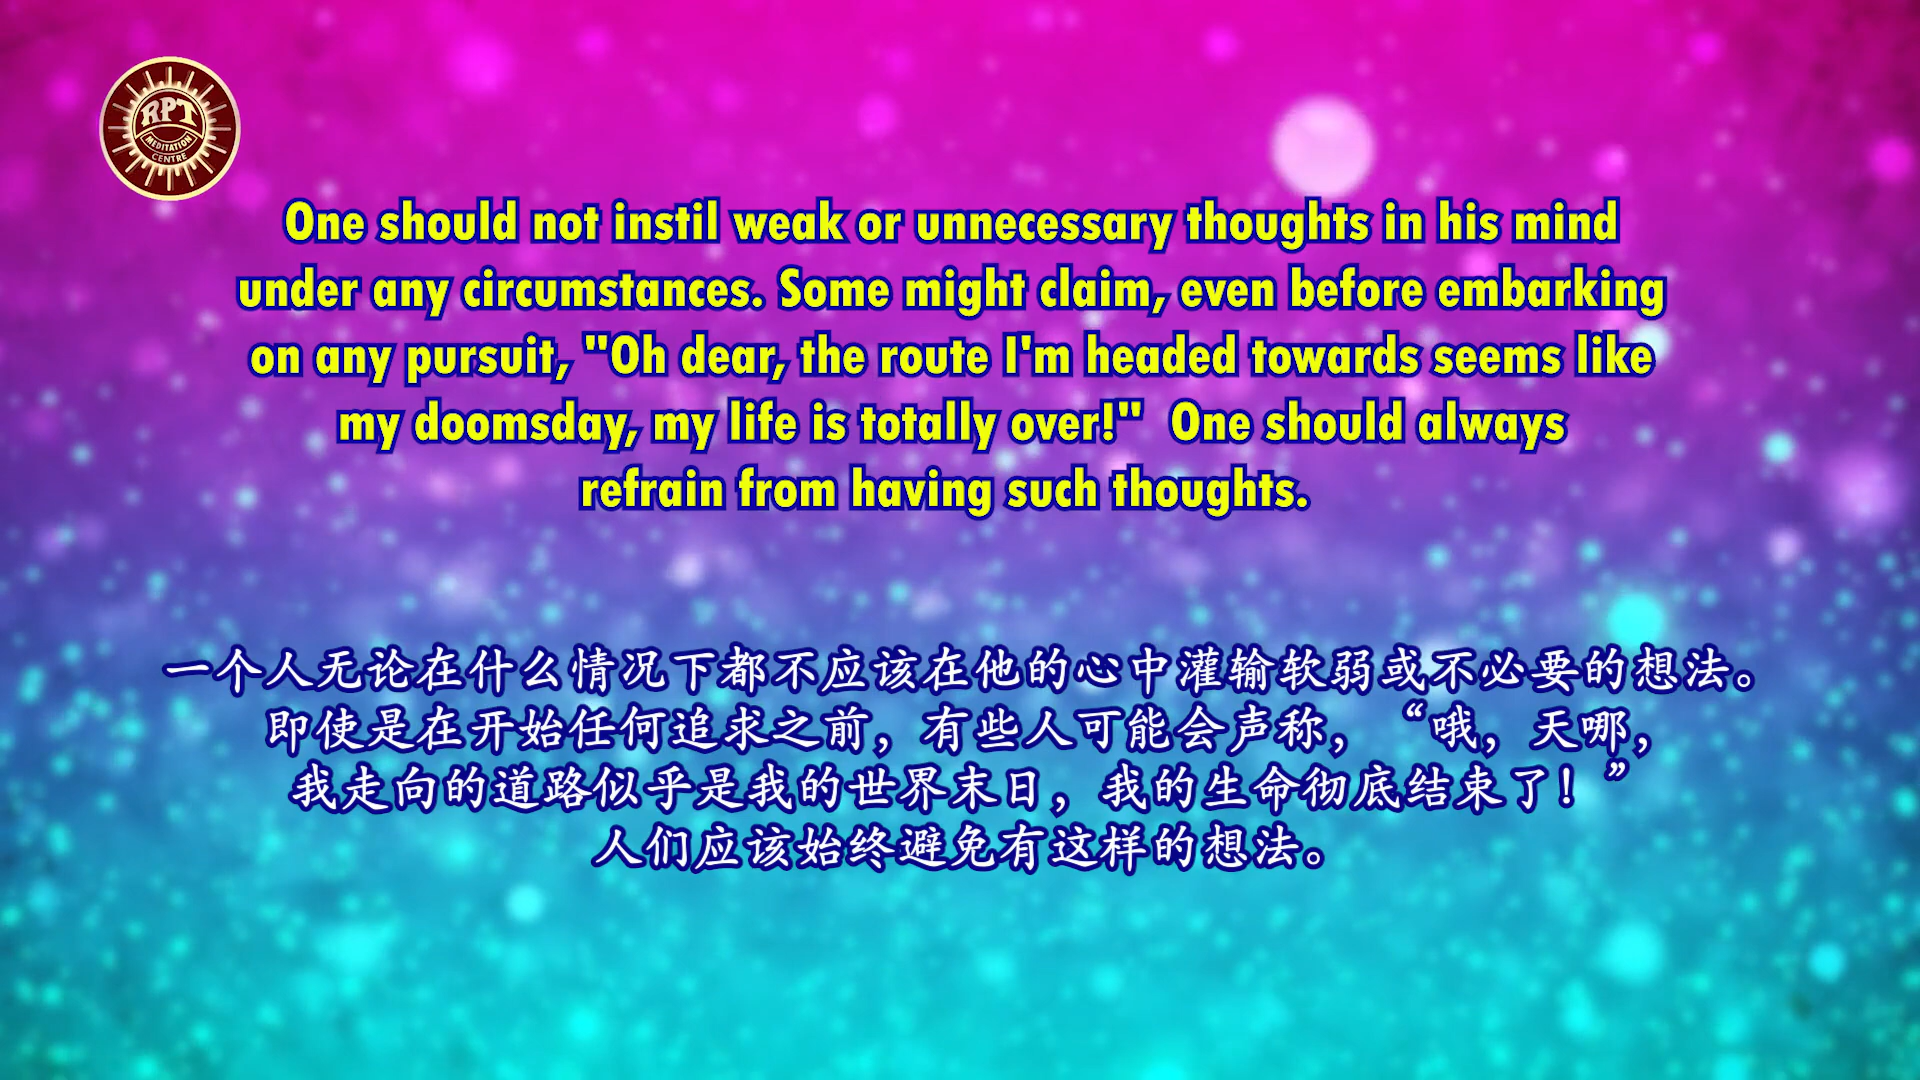 RPT
MEDITATION
CENTRE
One should not instil weak or unnecessary thoughts in his mind
under any circumstances. Some might claim, even before embarking
on any pursuit, "Oh dear, the route I'm headed towards seems like
my doomsday, my life is totally over!" One should always
refrain from having such thoughts.
一个人无论在什么情况下都不应该在他的心中灌输软弱或不必要的想法。
即使是在开始任何追求之前，有些人可能会声称，“哦，天哪，
我走向的道路似乎是我的世界末日，我的生命彻底结束了！”
人们应该始终避免有这样的想法。